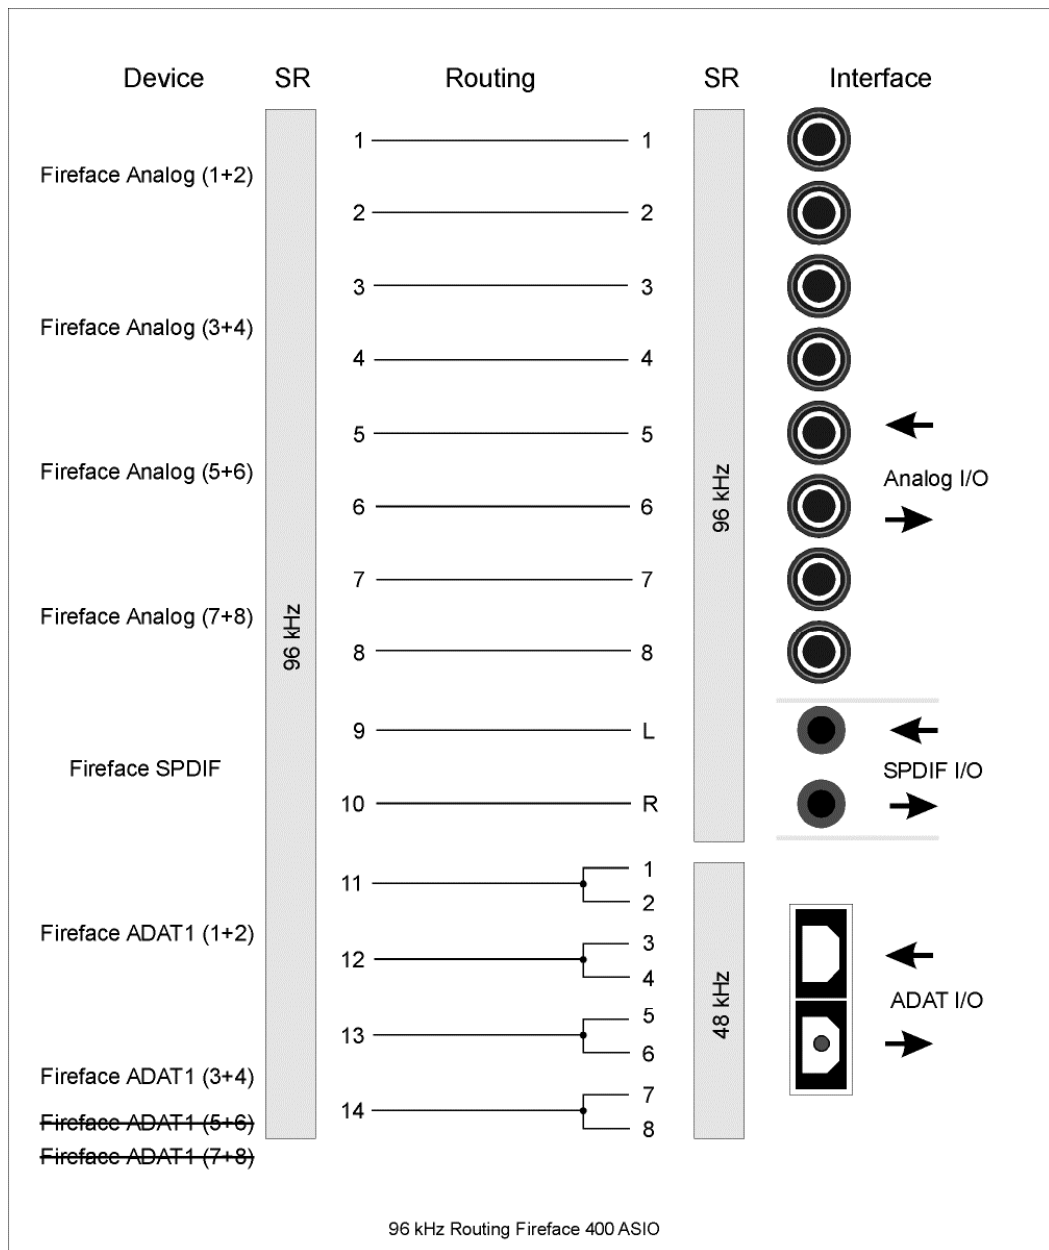 Device SR Routing SR Interface
1 1
Fireface Analog (1+2)
2 2
3 3
Fireface Analog (3+4)
4 4
5 5
Fireface Analog (5+6)
Analog I/O
6 6
96 kHz
7 7
Fireface Analog (7+8)
96 kHz
8 8
9 L
Fireface SPDIF
SPDIF I/O
10 R
1
11
2
Fireface ADAT1 (1+2)
3
12
4
ADAT I/O
48 kHz
5
13
6
Fireface ADAT1 (3+4)
7
14
Fireface ADAT1 (5+6)
8
Fireface ADAT1 (7+8)
96 kHz Routing Fireface 400 ASIO